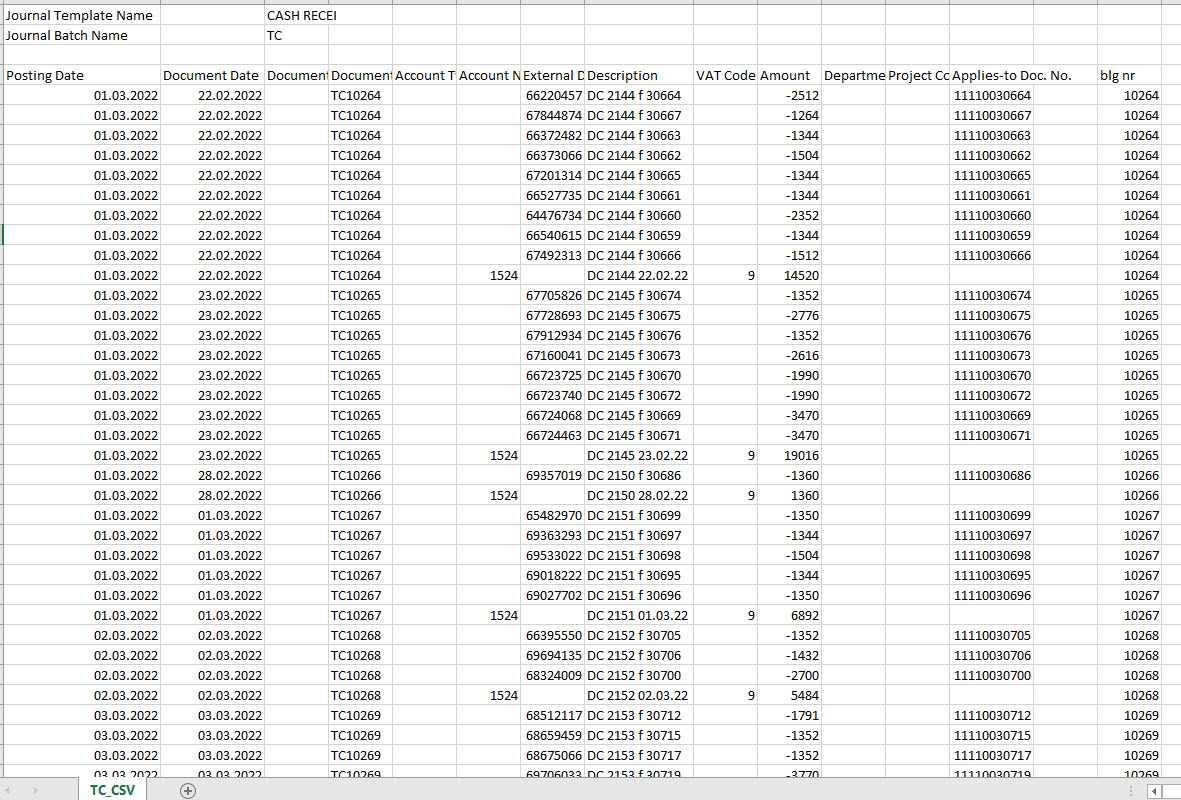 Journal Template Name CASH RECEI
Journal Batch Name TC
Posting Date Document Date Document Document Account T Account N External D Description VAT Code Amount Departme Project Co Applies-to Doc. No. blg nr
01.03.2022 22.02.2022 TC10264 66220457 DC 2144 f 30664 -2512 11110030664 10264
01.03.2022 22.02.2022 TC10264 67844874 DC 2144 f 30667 -1264 11110030667 10264
01.03.2022 22.02.2022 TC10264 66372482 DC 2144 f 30663 -1344 11110030663 10264
01.03.2022 22.02.2022 TC10264 66373066 DC 2144 f 30662 -1504 11110030662 10264
01.03.2022 22.02.2022 TC10264 67201314 DC 2144 f 30665 -1344 11110030665 10264
01.03.2022 22.02.2022 TC10264 66527735 DC 2144 f 30661 -1344 11110030661 10264
01.03.2022 22.02.2022 TC10264 64476734 DC 2144 f 30660 -2352 11110030660 10264
01.03.2022 22.02.2022 TC10264 66540615 DC 2144 f 30659 -1344 11110030659 10264
01.03.2022 22.02.2022 TC10264 67492313 DC 2144 f 30666 -1512 11110030666 10264
01.03.2022 22.02.2022 TC10264 1524 DC 2144 22.02.22 9 14520 10264
01.03.2022 23.02.2022 TC10265 67705826 DC 2145 f 30674 -1352 11110030674 10265
01.03.2022 23.02.2022 TC10265 67728693 DC 2145 f 30675 -2776 11110030675 10265
01.03.2022 23.02.2022 TC10265 67912934 DC 2145 f 30676 -1352 11110030676 10265
01.03.2022 23.02.2022 TC10265 67160041 DC 2145 f 30673 -2616 11110030673 10265
01.03.2022 23.02.2022 TC10265 66723725 DC 2145 f 30670 -1990 11110030670 10265
01.03.2022 23.02.2022 TC10265 66723740 DC 2145 f 30672 -1990 11110030672 10265
01.03.2022 23.02.2022 TC10265 66724068 DC 2145 f 30669 -3470 11110030669 10265
01.03.2022 23.02.2022 TC10265 66724463 DC 2145 f 30671 -3470 11110030671 10265
01.03.2022 23.02.2022 TC10265 1524 DC 2145 23.02.22 9 19016 10265
01.03.2022 28.02.2022 TC10266 69357019 DC 2150 f 30686 -1360 11110030686 10266
01.03.2022 28.02.2022 TC10266 1524 DC 2150 28.02.22 9 1360 10266
01.03.2022 01.03.2022 TC10267 65482970 DC 2151 f 30699 -1350 11110030699 10267
01.03.2022 01.03.2022 TC10267 69363293 DC 2151 f 30697 -1344 11110030697 10267
01.03.2022 01.03.2022 TC10267 69533022 DC 2151 f 30698 -1504 11110030698 10267
01.03.2022 01.03.2022 TC10267 69018222 DC 2151 f 30695 -1344 11110030695 10267
01.03.2022 01.03.2022 TC10267 69027702 DC 2151 f 30696 -1350 11110030696 10267
01.03.2022 01.03.2022 TC10267 1524 DC 2151 01.03.22 9 6892 10267
02.03.2022 02.03.2022 TC10268 66395550 DC 2152 f 30705 -1352 11110030705 10268
02.03.2022 02.03.2022 TC10268 69694135 DC 2152 f 30706 -1432 11110030706 10268
02.03.2022 02.03.2022 TC10268 68324009 DC 2152 f 30700 -2700 11110030700 10268
02.03.2022 02.03.2022 TC10268 1524 DC 2152 02.03.22 9 5484 10268
03.03.2022 03.03.2022 TC10269 68512117 DC 2153 f 30712 -1791 11110030712 10269
03.03.2022 03.03.2022 TC10269 68659459 DC 2153 f 30715 -1352 11110030715 10269
03.03.2022 03.03.2022 TC10269 68675066 DC 2153 f 30717 -1352 11110030717 10269
03.03.2022 03.03.2022 TC10269 69706033 DC 2153 f 30719 -3770 11110030719 10269
TC_CSV